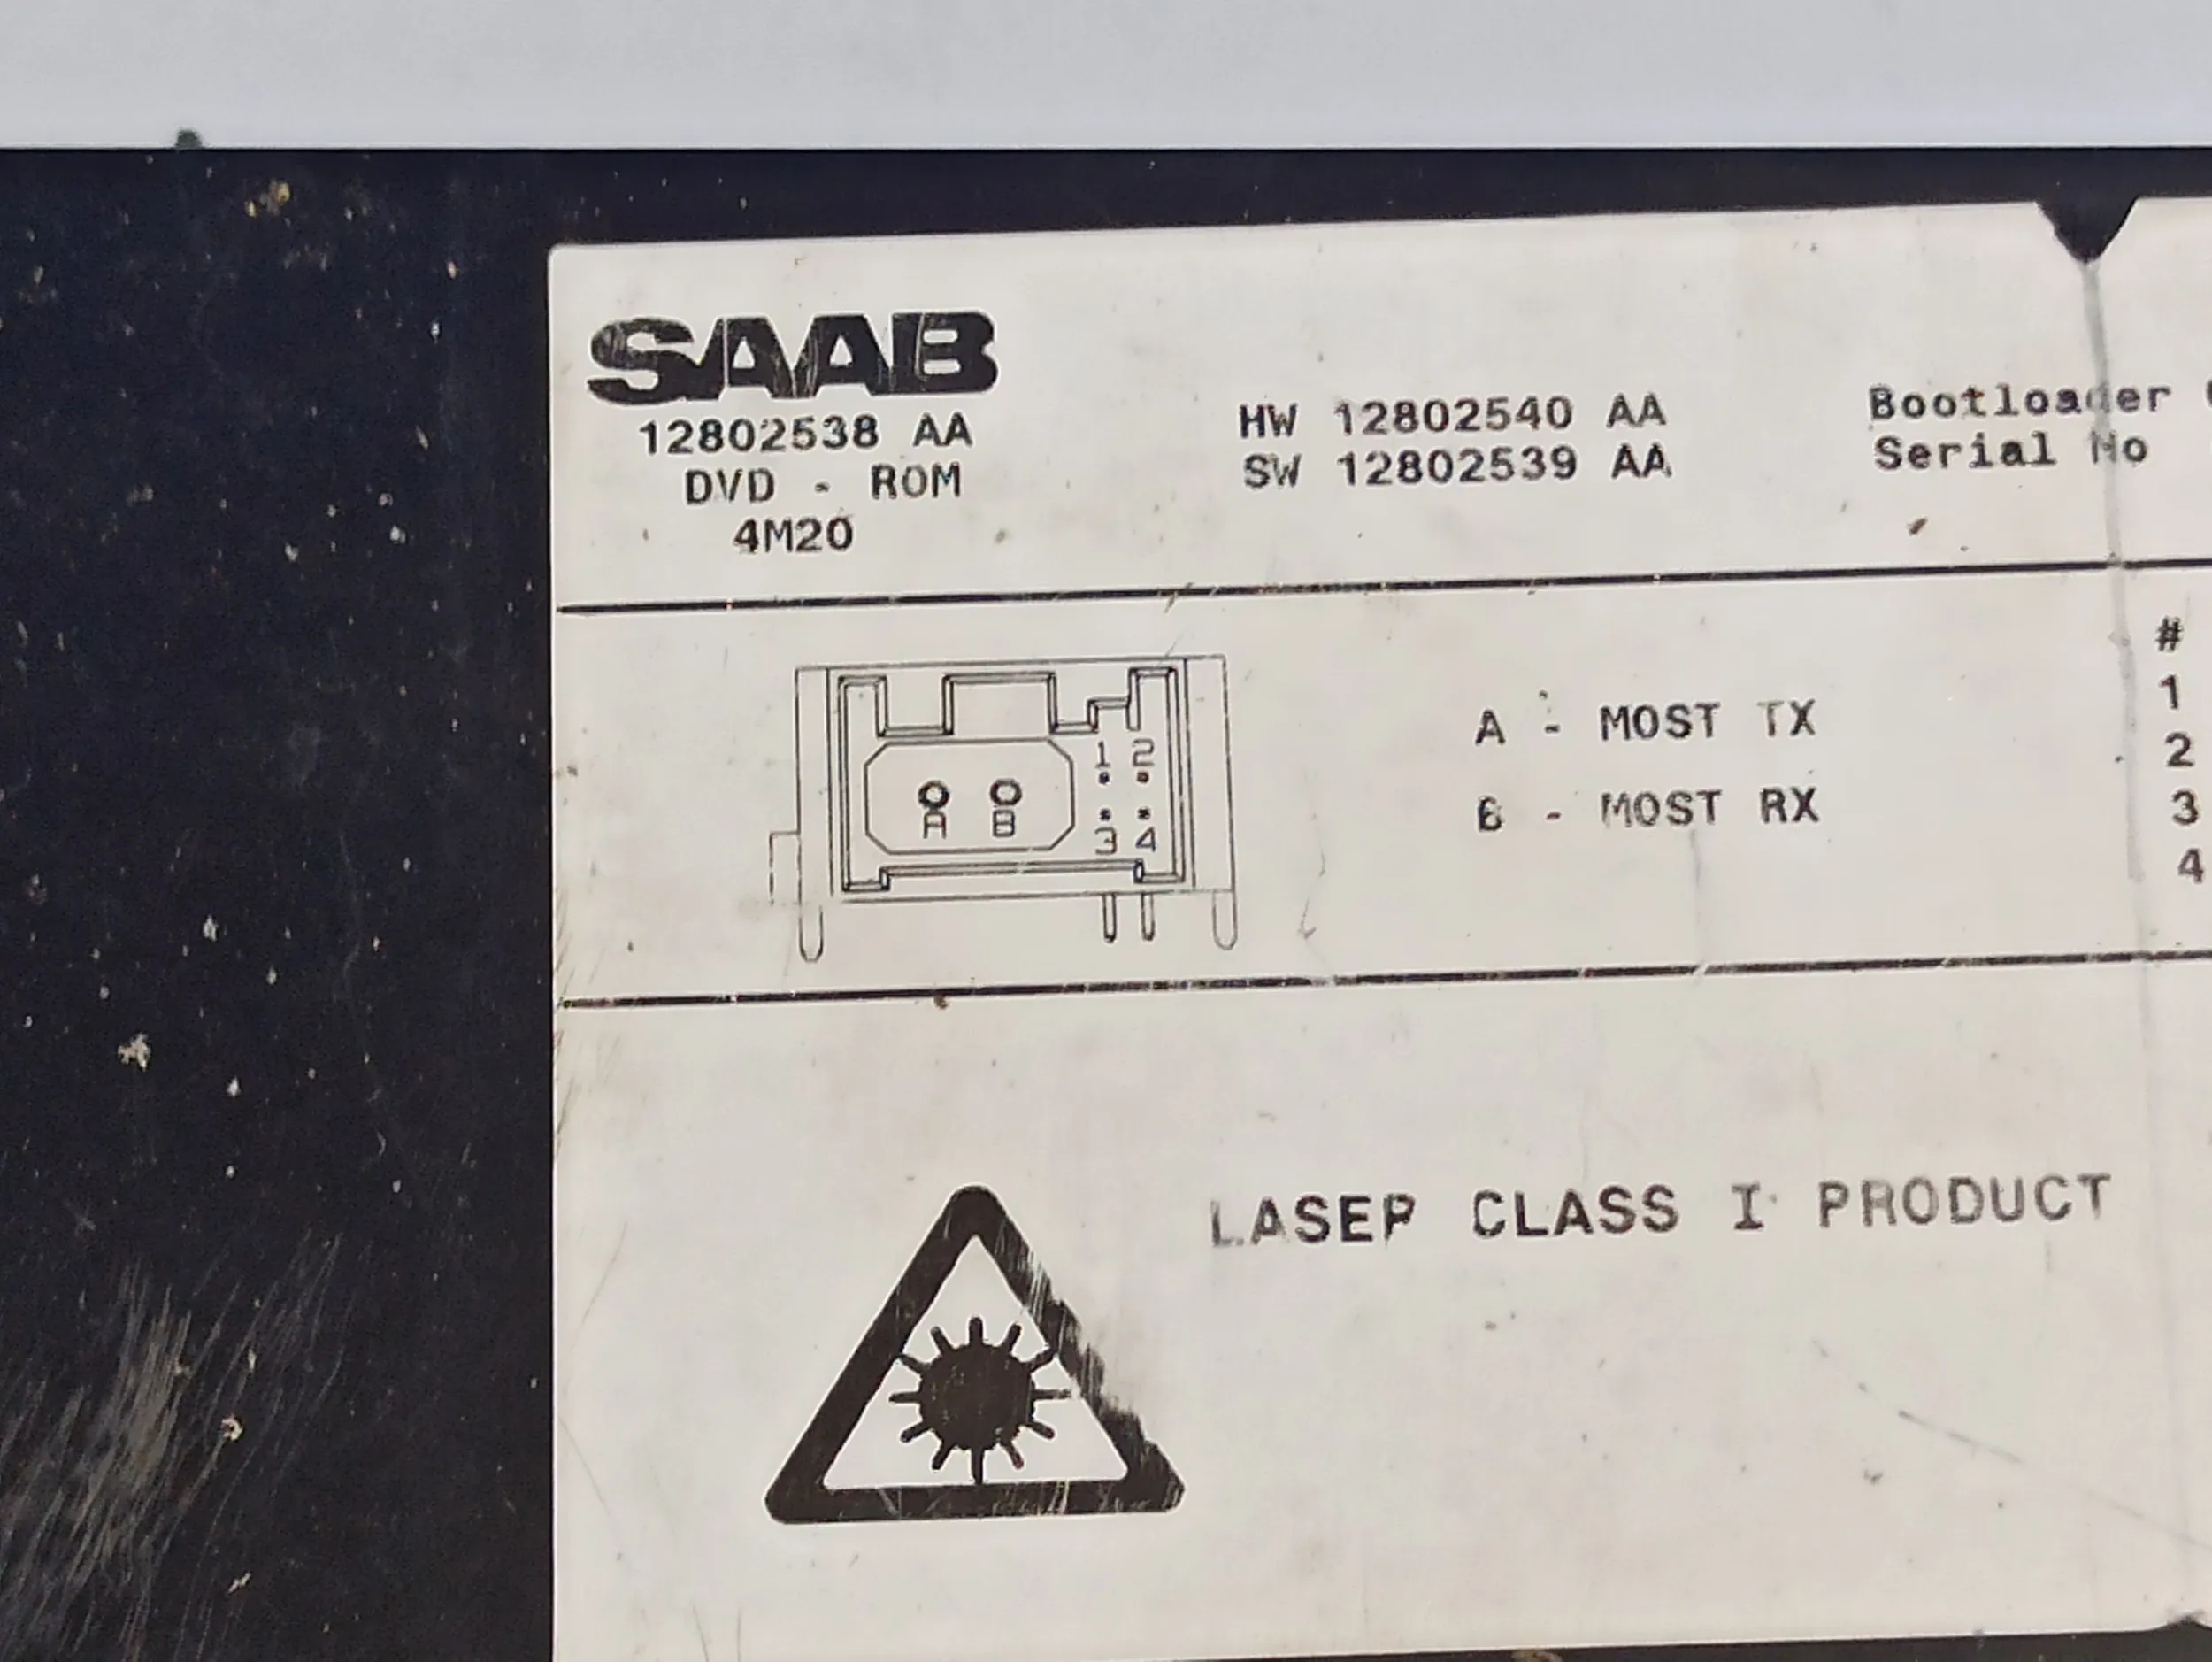 SAAB
12802538 AA
DVD - ROM
4M20
HW 12802540 AA
SW 12802539 AA
Bootloader
Serial No
1 2
A B
3 4
A - MOST TX
B - MOST RX
#
1
2
3
4
LASER CLASS I PRODUCT